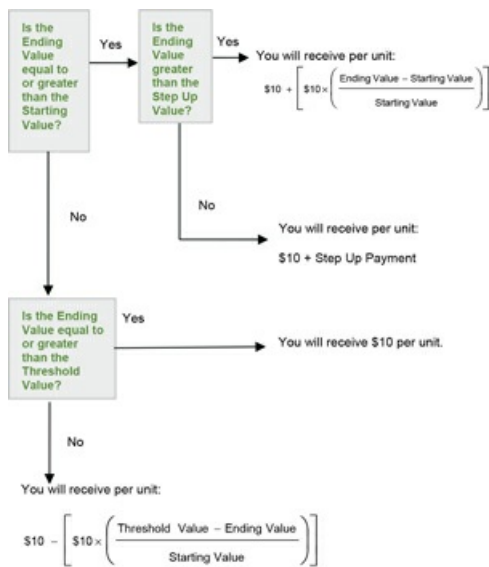 Is the
Ending
Value
equal to
or greater
than the
Starting
Value?
Yes
Is the
Ending
Value
greater
than the
Step Up
Value?
Yes
You will receive per unit:
$10 + [ $10 × ( Ending Value – Starting Value
Starting Value ) ]
No
No
You will receive per unit:
$10 + Step Up Payment
Is the Ending
Value equal to
or greater
than the
Threshold
Value?
Yes
You will receive $10 per unit.
No
You will receive per unit:
$10 – [ $10 × ( Threshold Value – Ending Value
Starting Value ) ]